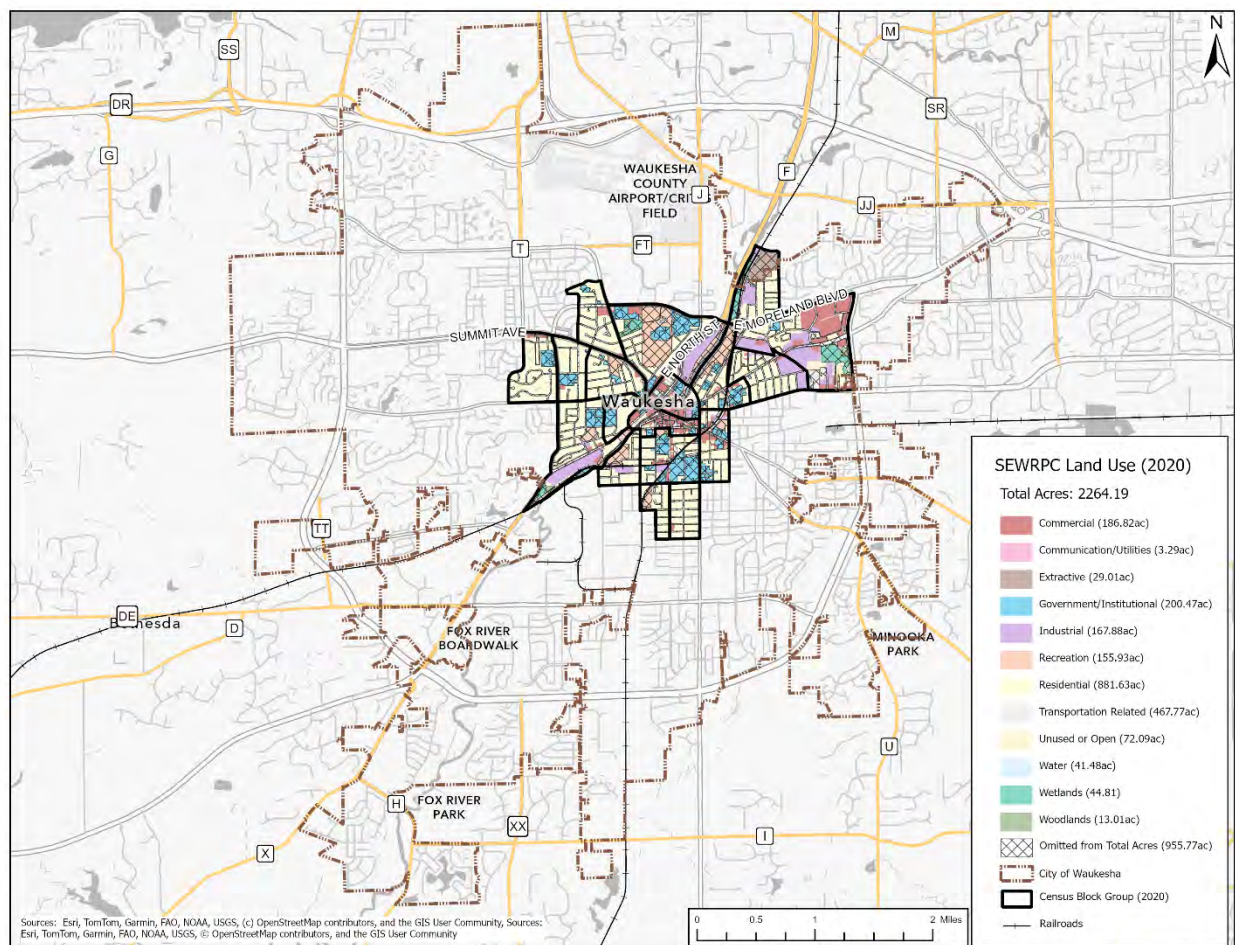 N
M
SS
DR
SR
G
F
WAUKESHA
COUNTY
AIRPORT/CRITES
FIELD
J
JJ
T
FT
E MORELAND BLVD
SUMMIT AVE
E NORTH ST
Waukesha
TT
DE
D
FOX RIVER
BOARDWALK
MINOOKA
PARK
U
H
FOX RIVER
PARK
XX
X
I
SEWRPC Land Use (2020)
Total Acres: 2264.19
Commercial (186.82ac)
Communication/Utilities (3.29ac)
Extractive (29.01ac)
Government/Institutional (200.47ac)
Industrial (167.88ac)
Recreation (155.93ac)
Residential (881.63ac)
Transportation Related (467.77ac)
Unused or Open (72.09ac)
Water (41.48ac)
Wetlands (44.81)
Woodlands (13.01ac)
Omitted from Total Acres (955.77ac)
City of Waukesha
Census Block Group (2020)
Railroads
Sources: Esri, TomTom, Garmin, FAO, NOAA, USGS, (c) OpenStreetMap contributors, and the GIS User Community, Sources:
Esri, TomTom, Garmin, FAO, NOAA, USGS, © OpenStreetMap contributors, and the GIS User Community
0 0.5 1 2 Miles